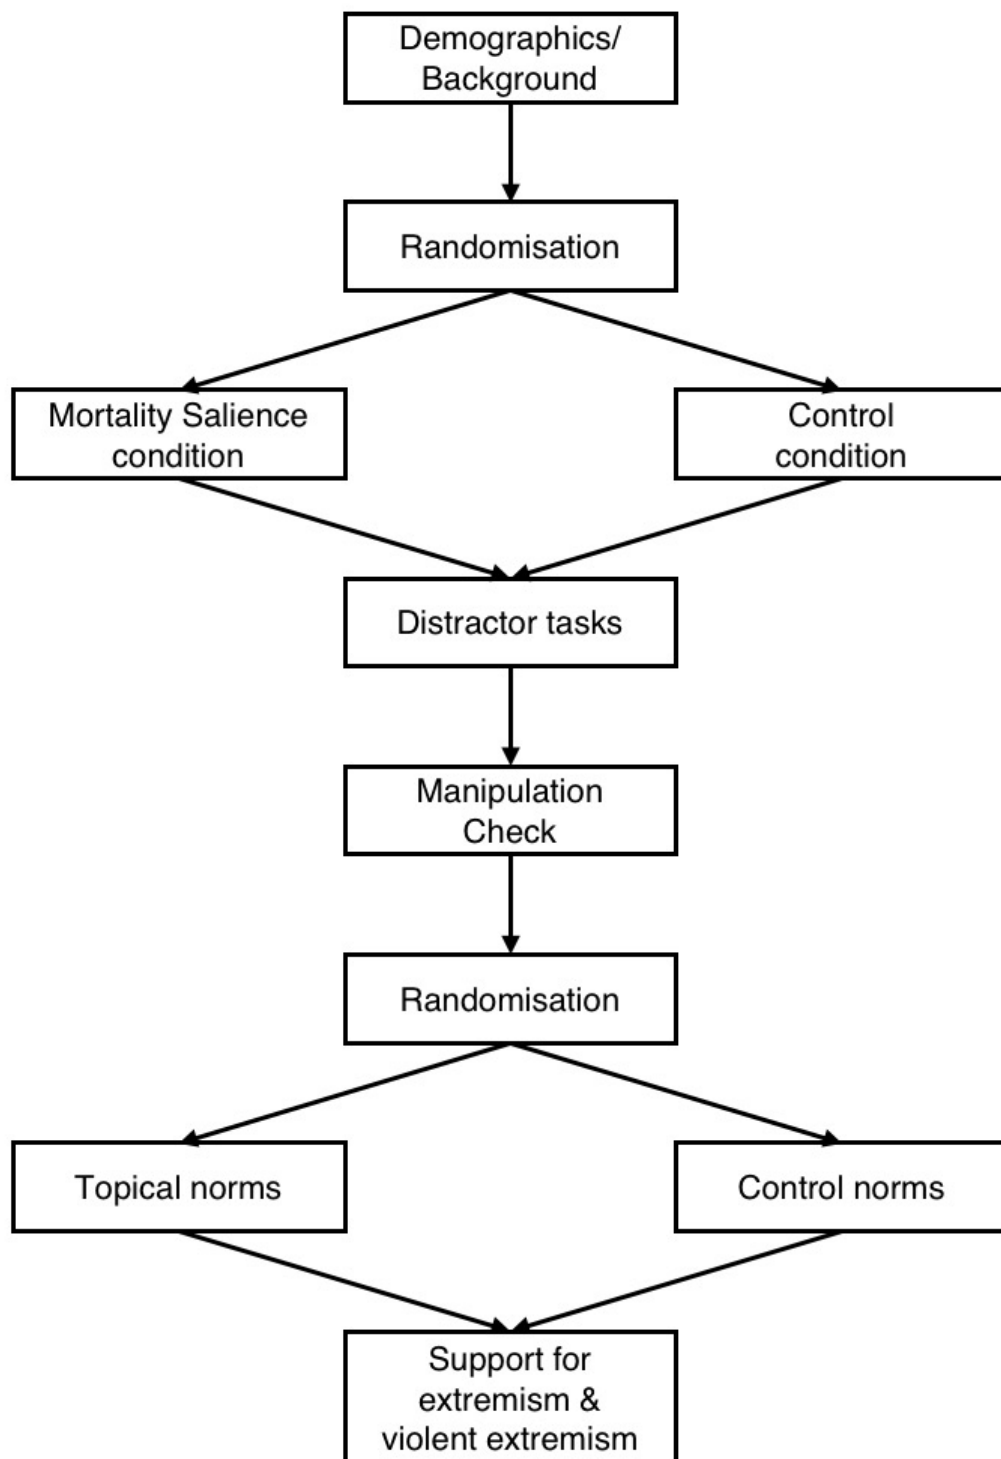 Demographics/
Background
Randomisation
Mortality Salience
condition
Control
condition
Distractor tasks
Manipulation
Check
Randomisation
Topical norms
Control norms
Support for
extremism &
violent extremism